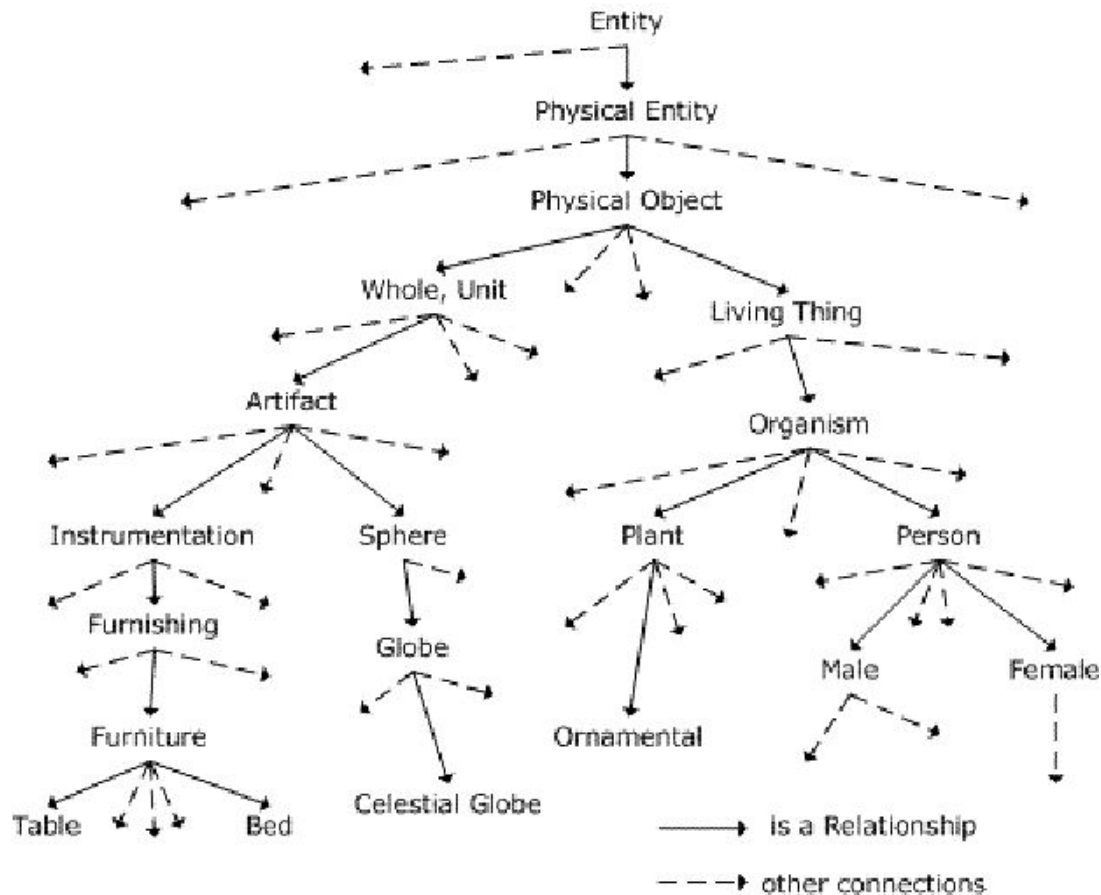 Entity
Physical Entity
Physical Object
Whole, Unit
Living Thing
Artifact
Organism
Instrumentation
Sphere
Plant
Person
Furnishing
Globe
Male
Female
Furniture
Ornamental
Celestial Globe
Table
Bed
is a Relationship
other connections